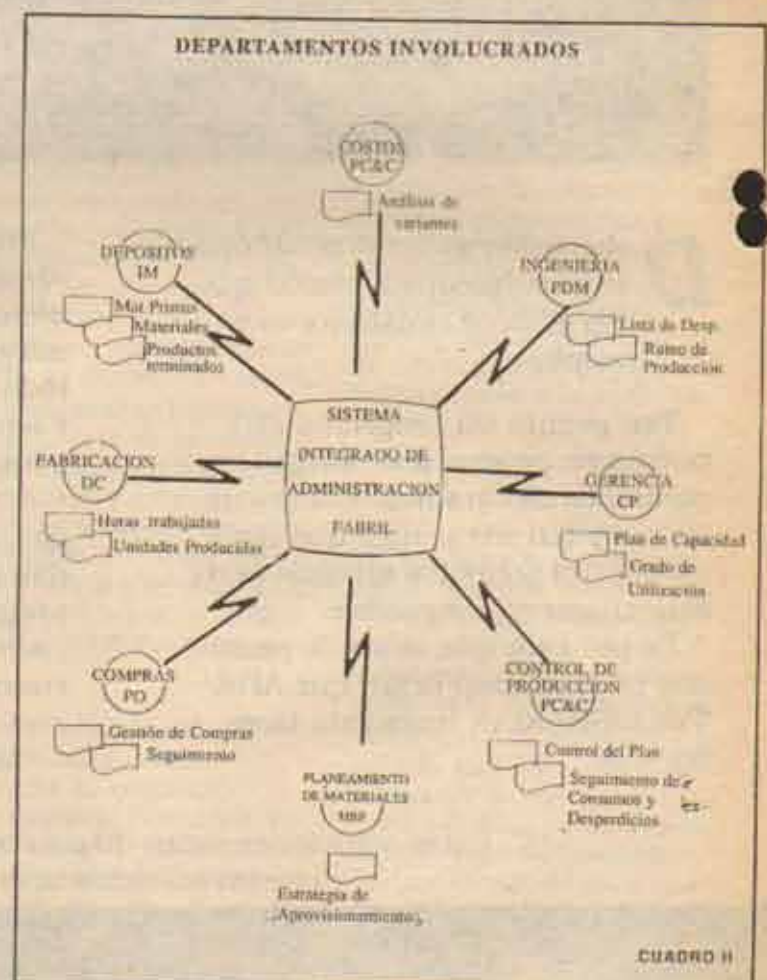 DEPARTAMENTOS INVOLUCRADOS
COSTOS
PC&C
Análisis de
variantes
DEPOSITOS
IM
Mat Primas
Materiales
Productos
terminados
INGENIERIA
PDM
Lista de Desp.
Ruteo de
Produccion
SISTEMA
INTEGRADO DE
ADMINISTRACION
FABRIL
FABRICACION
DC
Horas trabajadas
Unidades Producidas
GERENCIA
CP
Plan de Capacidad
Grado de
Utilización
COMPRAS
PO
Gestión de Compras
Seguimiento
CONTROL DE
PRODUCCION
PC&C
Control del Plan
Seguimiento de
Consumos y
Desperdicios
PLANEAMIENTO
DE MATERIALES
MRP
Estrategia de
Aprovisionamiento
CUADRO II